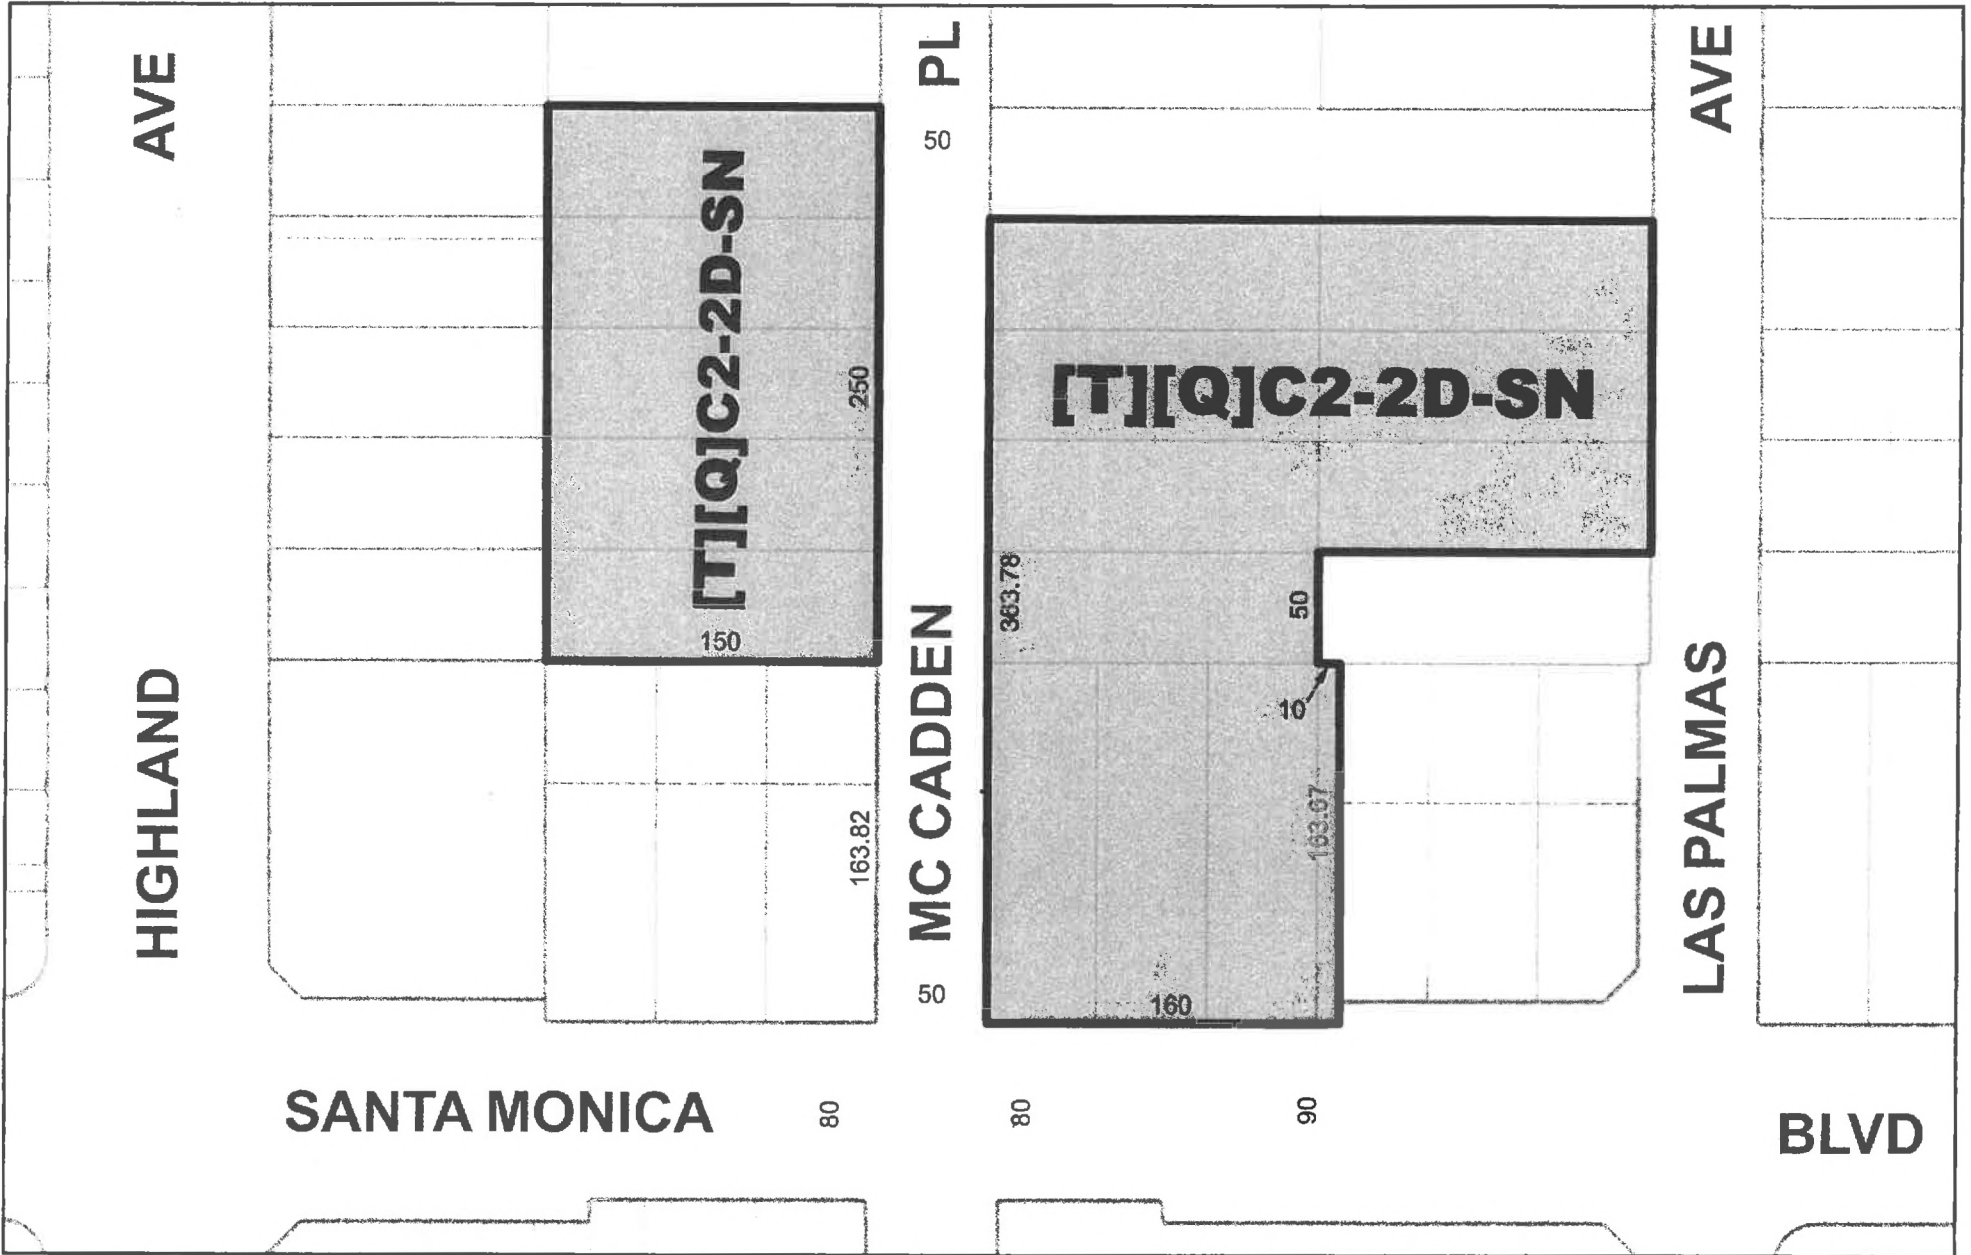 AVE
PL
AVE
50
[T][Q]C2-2D-SN
250
150
[T][Q]C2-2D-SN
363.78
50
10
HIGHLAND
MC CADDEN
LAS PALMAS
163.82
163.67
50
160
SANTA MONICA
80
80
90
BLVD